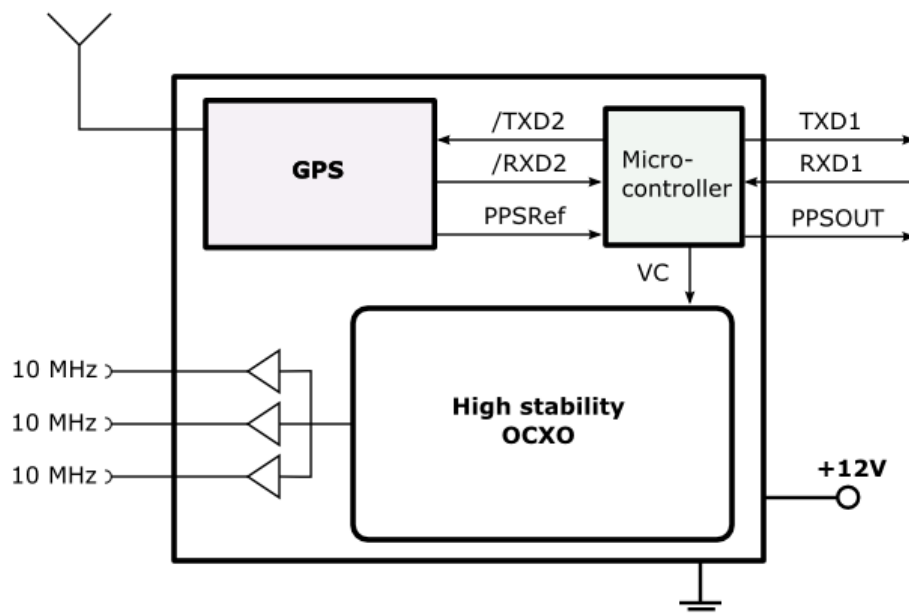 /TXD2
TXD1
GPS
Micro-
controller
/RXD2
RXD1
PPSRef
PPSOUT
VC
10 MHz
10 MHz
10 MHz
High stability
OCXO
+12V